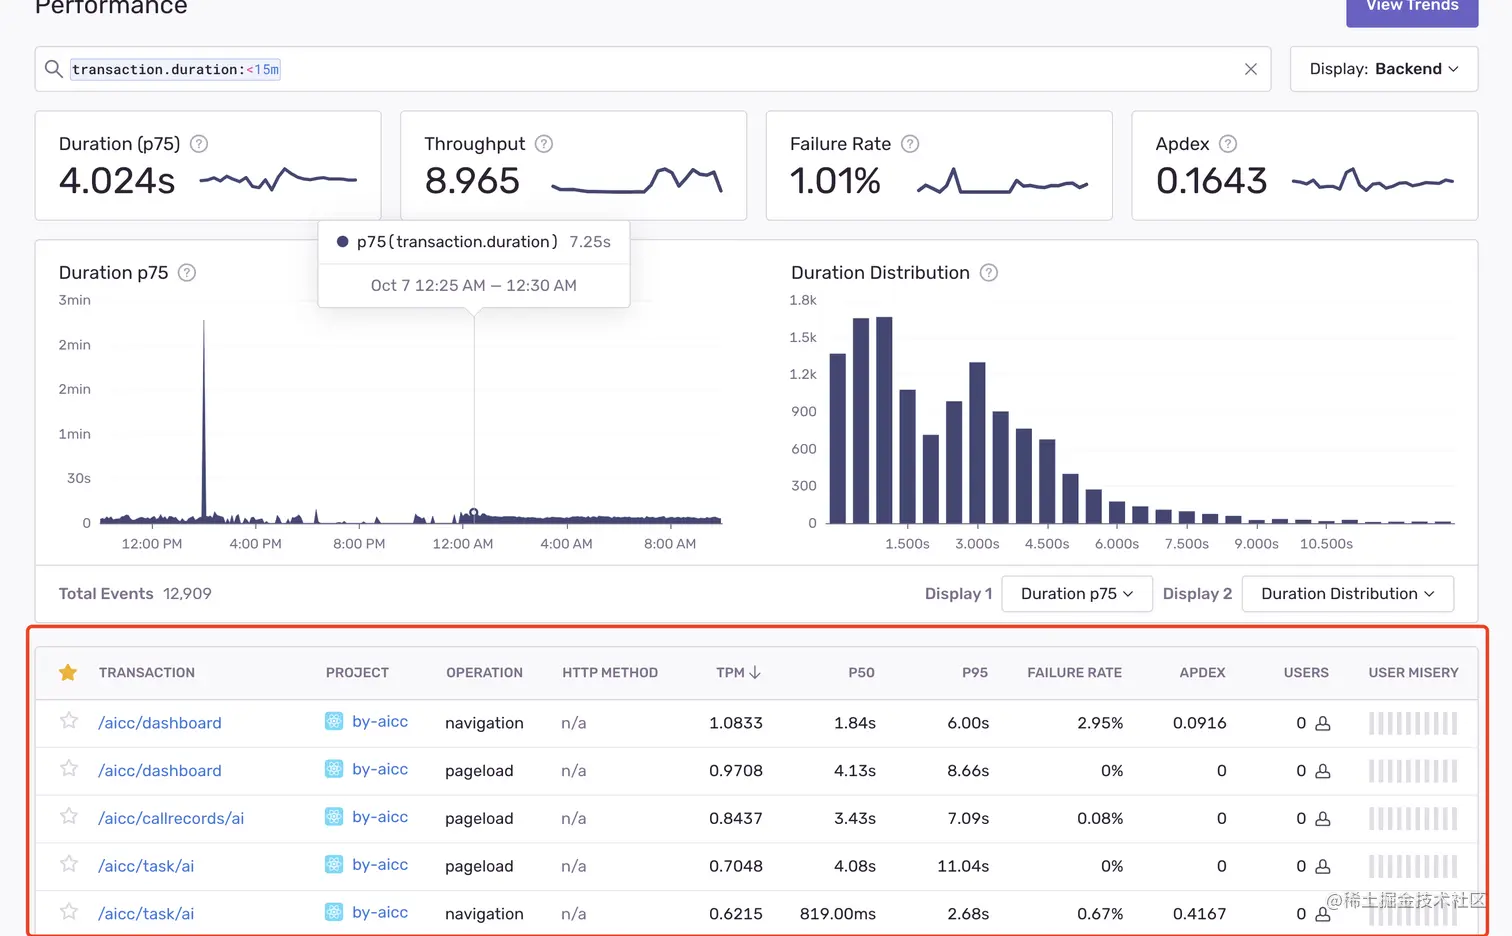 Performance
View Trends
transaction.duration:<15m
Display: Backend
Duration (p75)
4.024s
Throughput
8.965
Failure Rate
1.01%
Apdex
0.1643
p75(transaction.duration) 7.25s
Oct 7 12:25 AM — 12:30 AM
Duration p75
3min
2min
2min
1min
30s
0
12:00 PM 4:00 PM 8:00 PM 12:00 AM 4:00 AM 8:00 AM
Duration Distribution
1.8k
1.5k
1.2k
900
600
300
0
1.500s 3.000s 4.500s 6.000s 7.500s 9.000s 10.500s
Total Events 12,909
Display 1 Duration p75 Display 2 Duration Distribution
TRANSACTION PROJECT OPERATION HTTP METHOD TPM P50 P95 FAILURE RATE APDEX USERS USER MISERY
/aicc/dashboard by-aicc navigation n/a 1.0833 1.84s 6.00s 2.95% 0.0916 0
/aicc/dashboard by-aicc pageload n/a 0.9708 4.13s 8.66s 0% 0 0
/aicc/callrecords/ai by-aicc pageload n/a 0.8437 3.43s 7.09s 0.08% 0 0
/aicc/task/ai by-aicc pageload n/a 0.7048 4.08s 11.04s 0% 0 0
/aicc/task/ai by-aicc navigation n/a 0.6215 819.00ms 2.68s 0.67% 0.4167 0
@稀土掘金技术社区